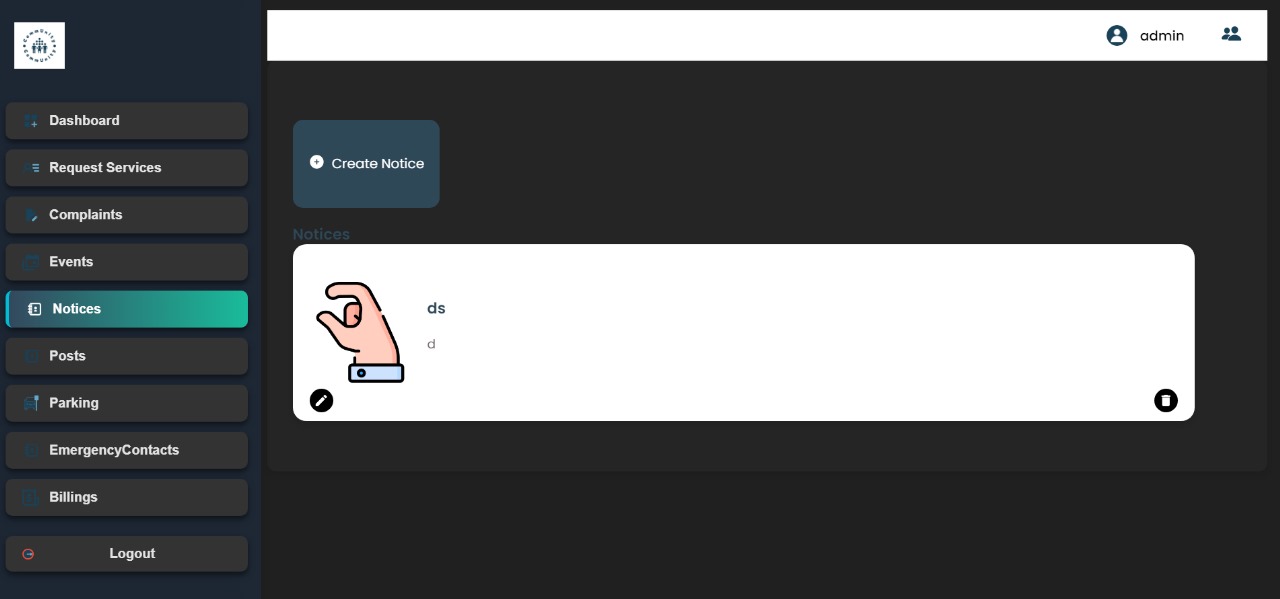 admin
Dashboard
Request Services
Complaints
Events
Notices
Posts
Parking
EmergencyContacts
Billings
Logout
Create Notice
Notices
ds
d